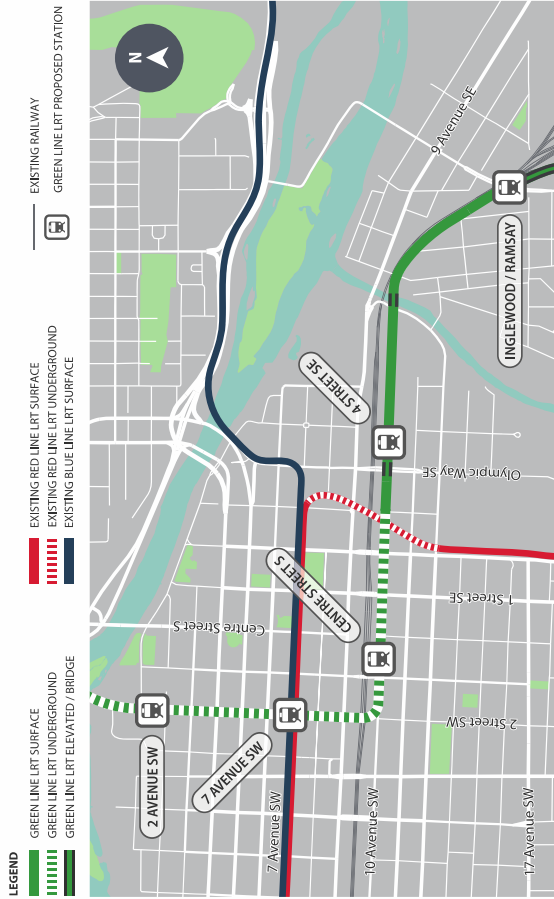 LEGEND
GREEN LINE LRT SURFACE
GREEN LINE LRT UNDERGROUND
GREEN LINE LRT ELEVATED / BRIDGE
EXISTING RED LINE LRT SURFACE
EXISTING RED LINE LRT UNDERGROUND
EXISTING BLUE LINE LRT SURFACE
EXISTING RAILWAY
GREEN LINE LRT PROPOSED STATION
N
2 AVENUE SW
7 AVENUE SW
CENTRE STREET S
4 STREET SE
INGLEWOOD / RAMSAY
Centre Street S
7 Avenue SW
10 Avenue SW
17 Avenue SW
2 Street SW
1 Street SE
Olympic Way SE
9 Avenue SE